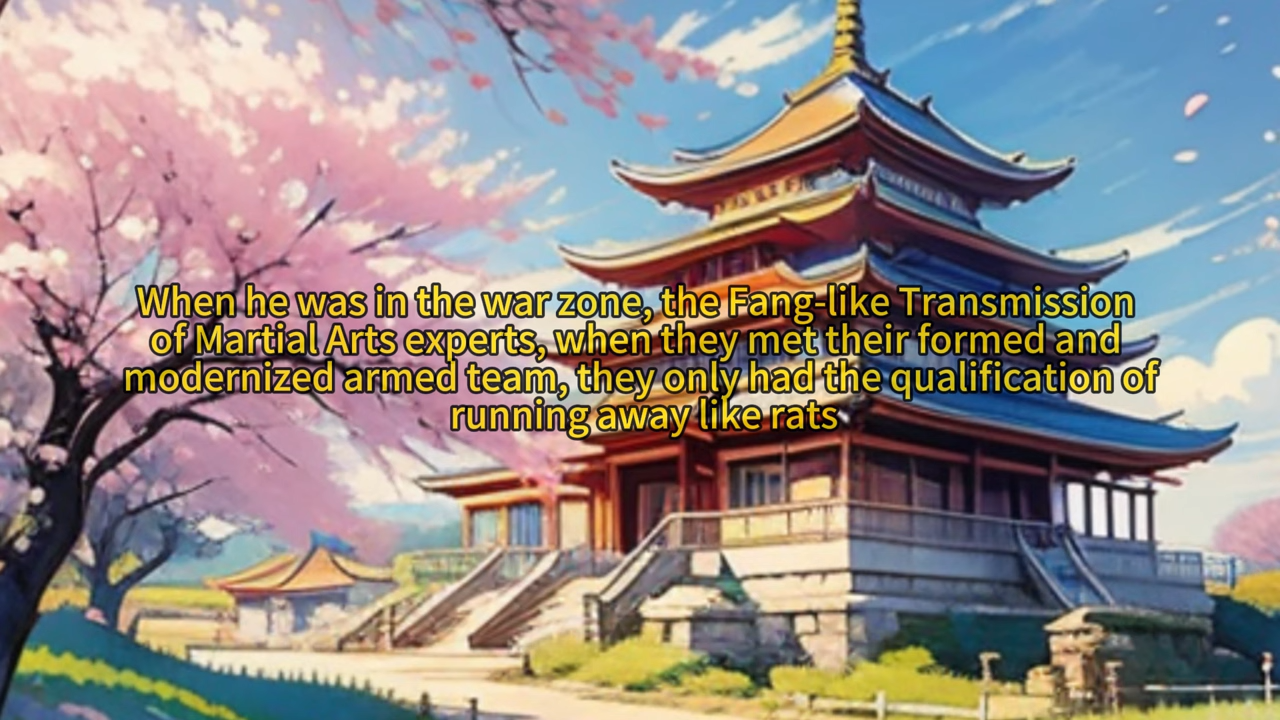 When he was in the war zone, the Fang-like Transmission
of Martial Arts experts, when they met their formed and
modernized armed team, they only had the qualification of
running away like rats